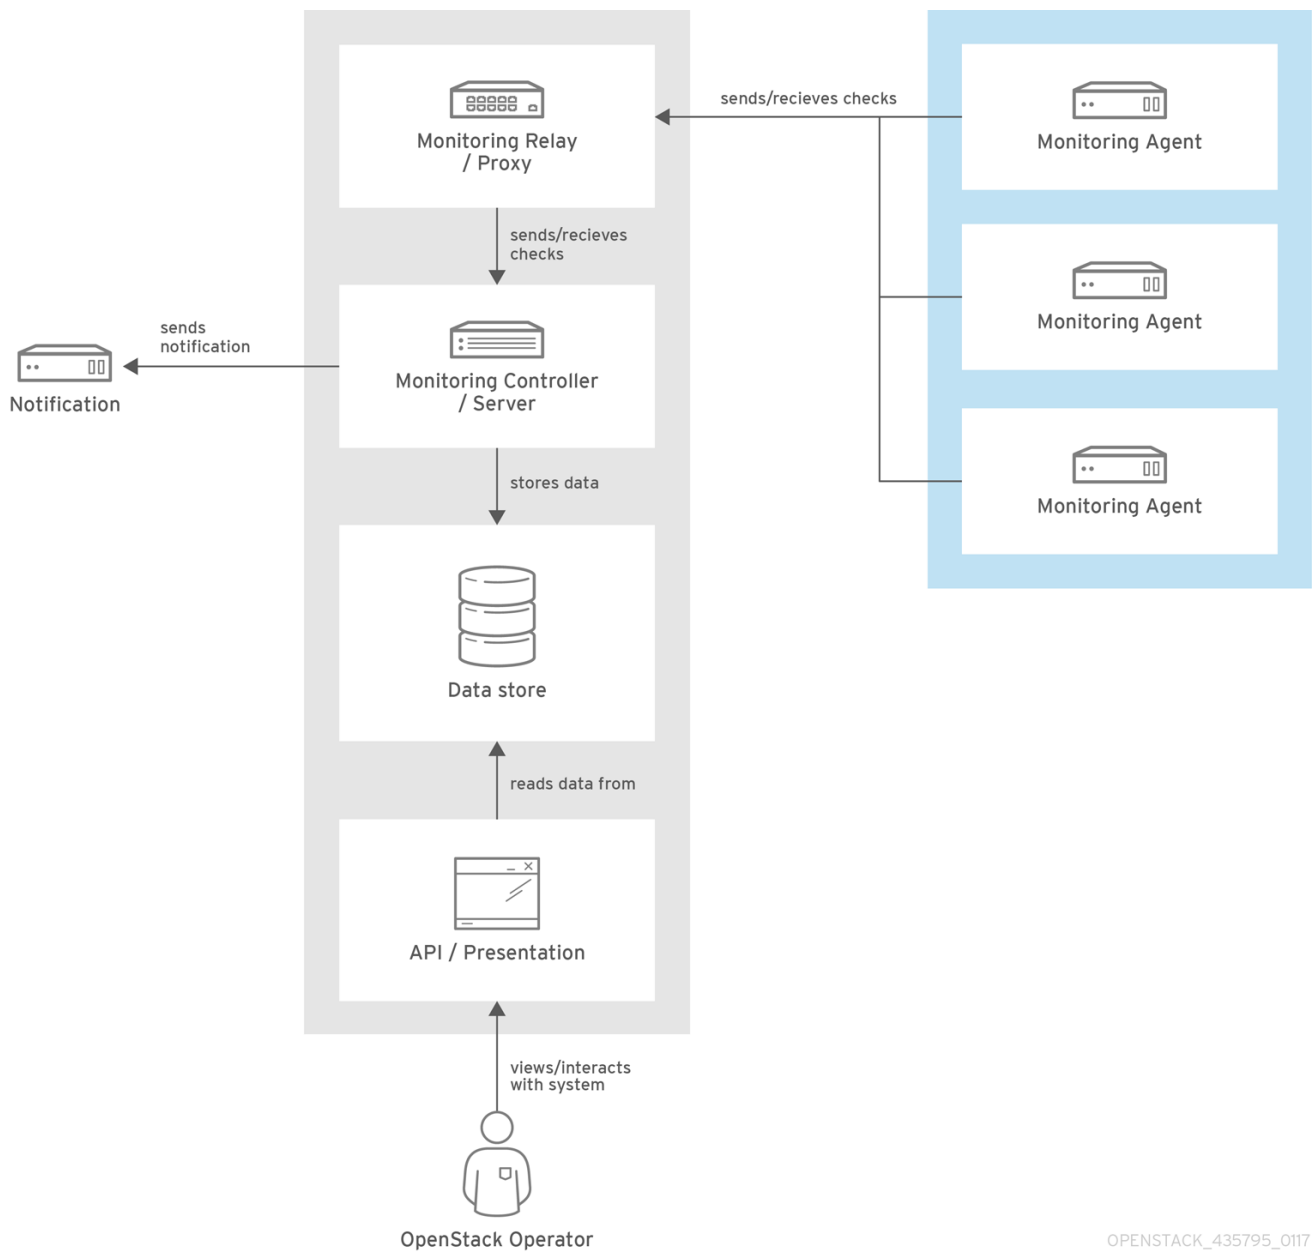 Monitoring Relay
/ Proxy
sends/recieves checks
Monitoring Agent
sends/recieves
checks
Monitoring Agent
sends
notification
Notification
Monitoring Controller
/ Server
Monitoring Agent
stores data
Data store
reads data from
API / Presentation
views/interacts
with system
OpenStack Operator
OPENSTACK_435795_0117